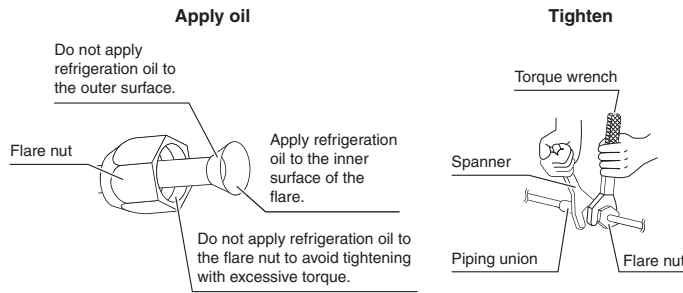 Apply oil
Do not apply
refrigeration oil to
the outer surface.
Flare nut
Apply refrigeration
oil to the inner
surface of the
flare.
Do not apply refrigeration oil to
the flare nut to avoid tightening
with excessive torque.
Tighten
Torque wrench
Spanner
Piping union
Flare nut